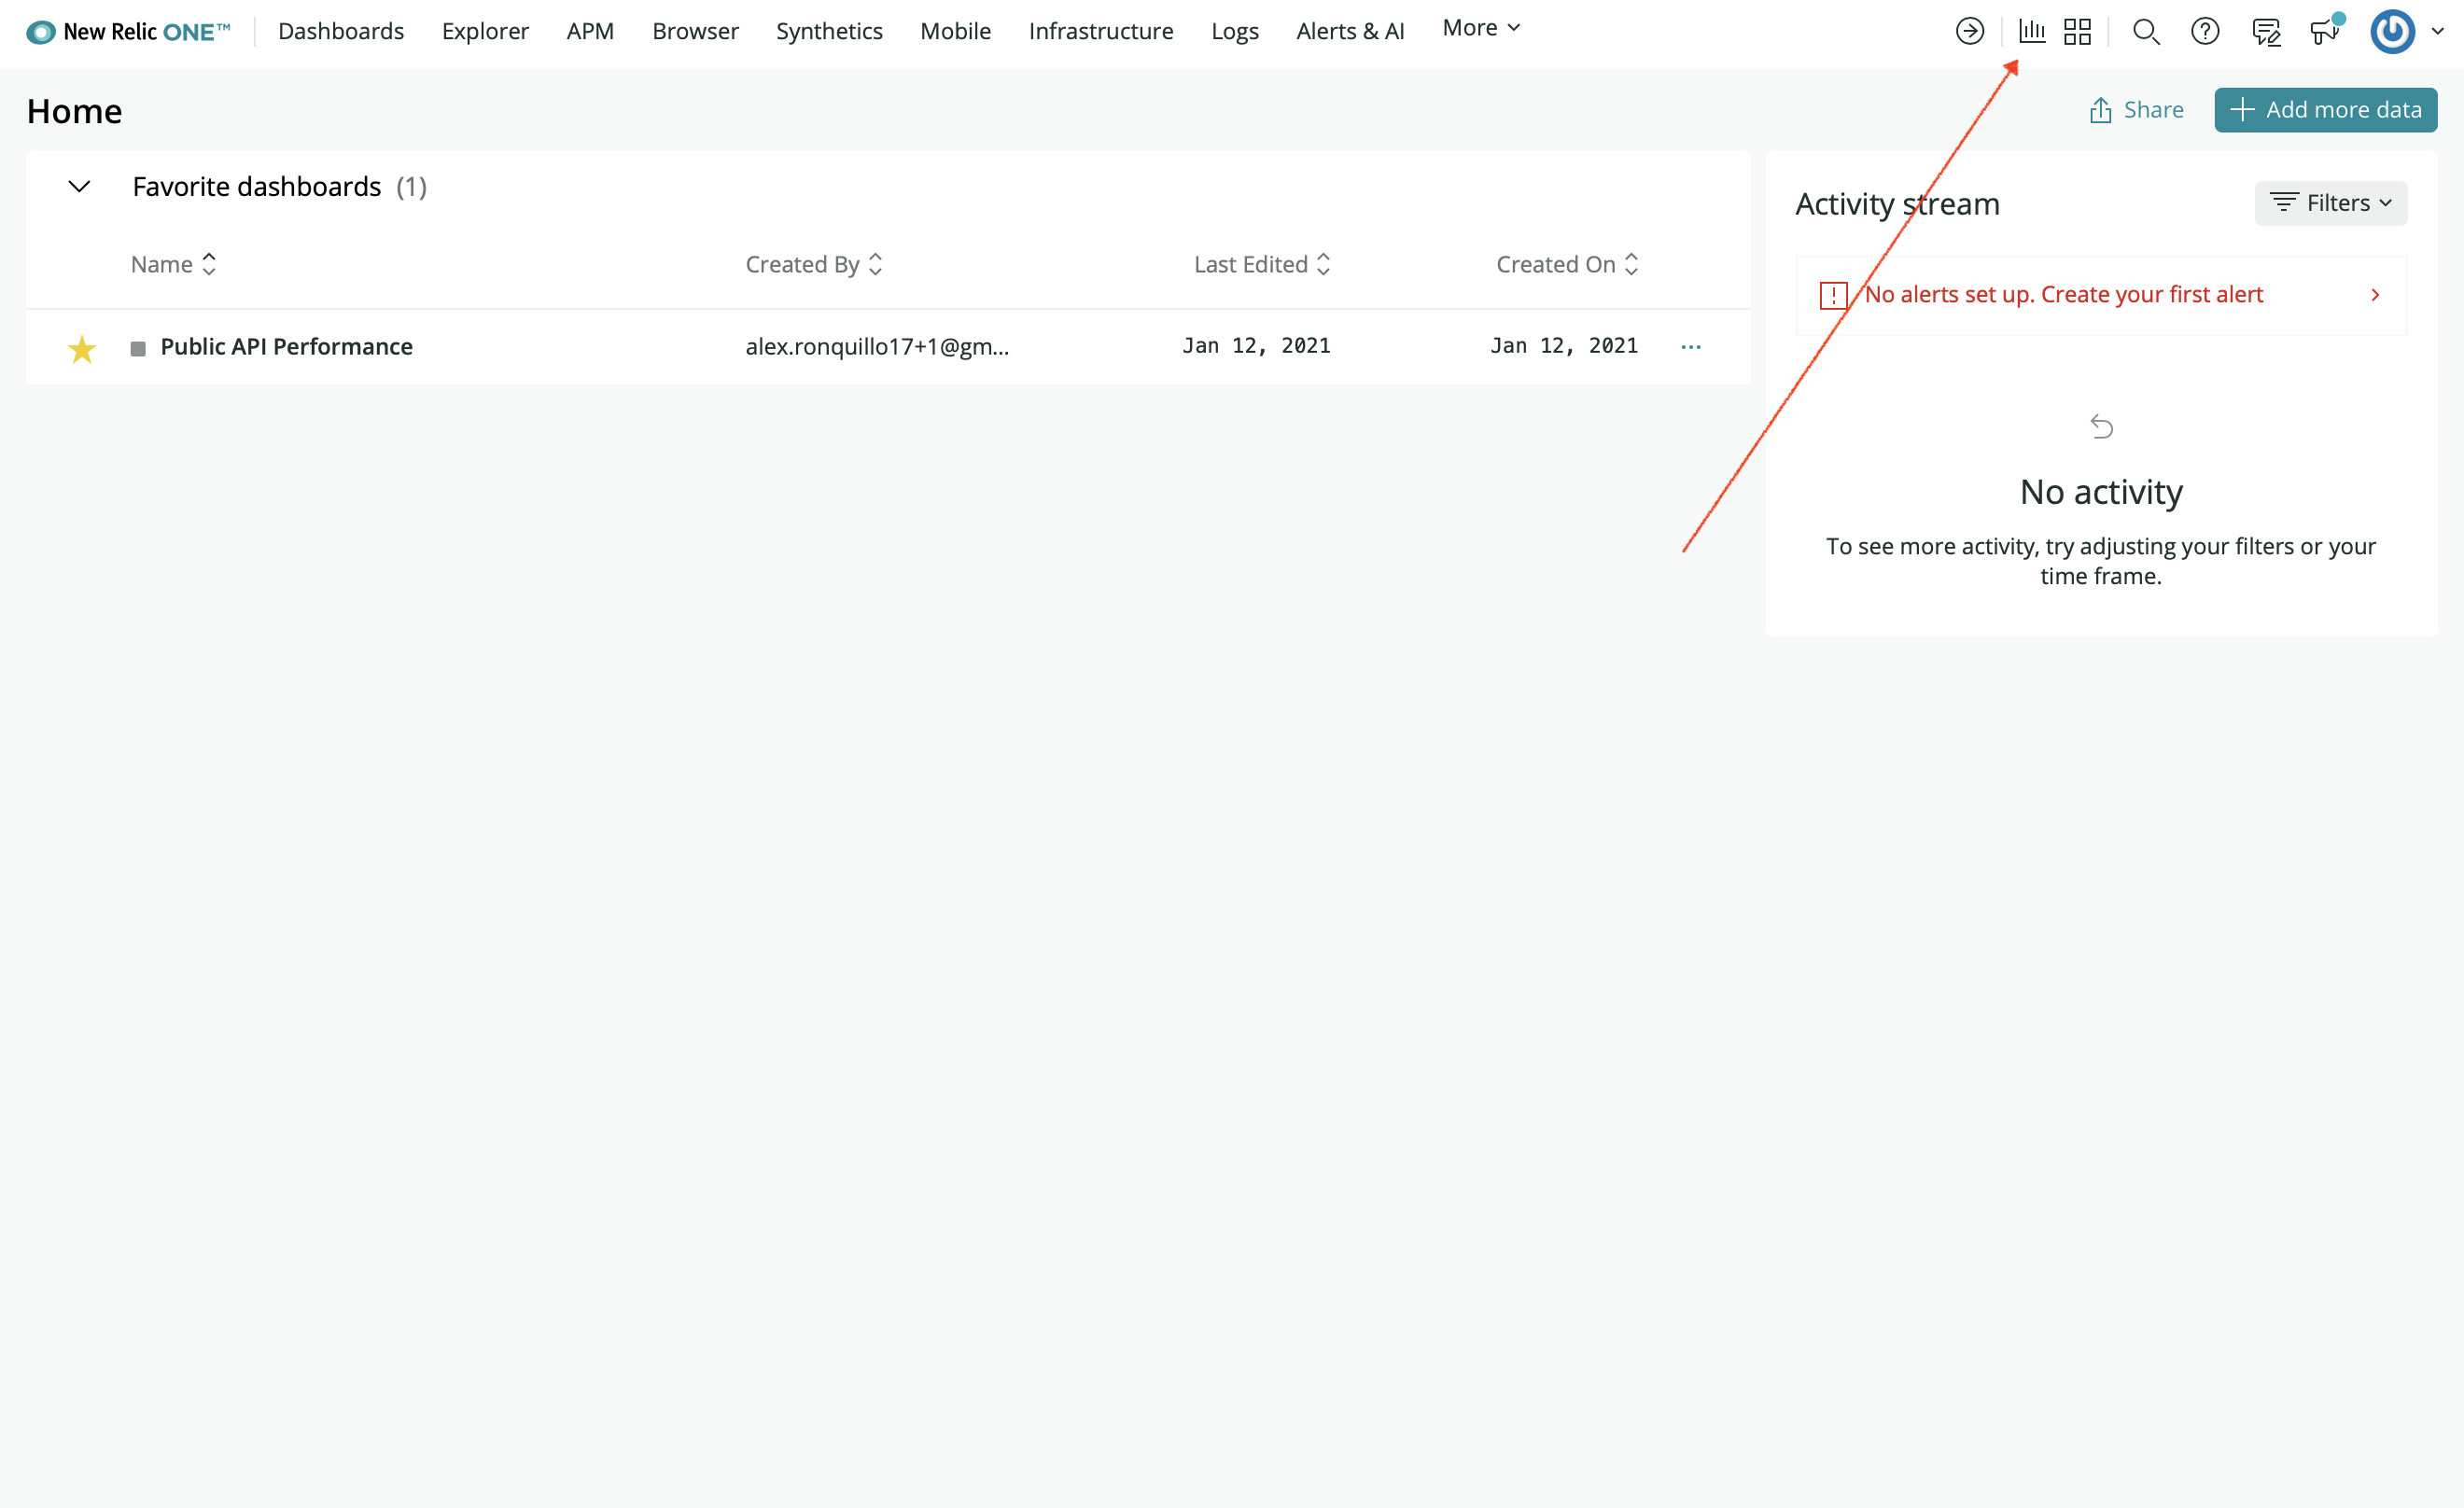 New Relic ONE™ Dashboards Explorer APM Browser Synthetics Mobile Infrastructure Logs Alerts & AI More
Home
Share
Add more data
Favorite dashboards (1)
Name Created By Last Edited Created On
Public API Performance alex.ronquillo17+1@gm... Jan 12, 2021 Jan 12, 2021 ...
Activity stream
Filters
No alerts set up. Create your first alert
No activity
To see more activity, try adjusting your filters or your
time frame.